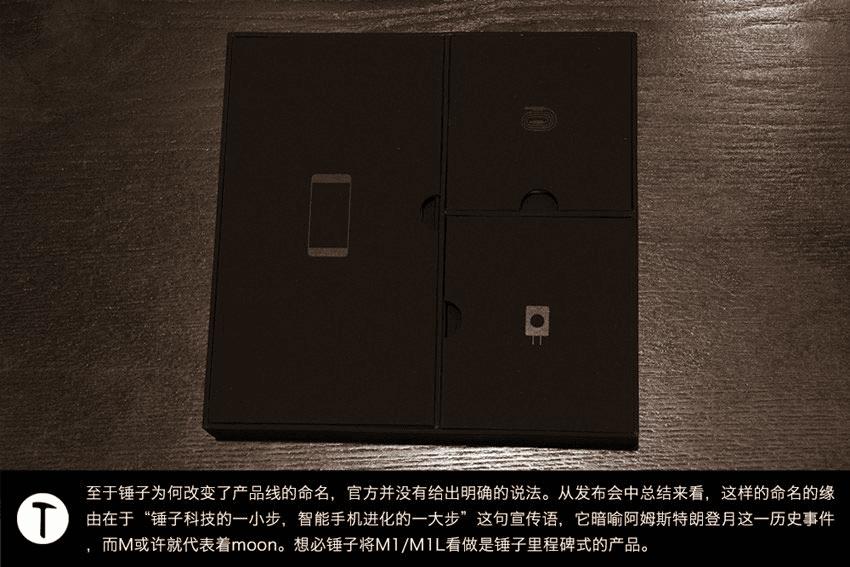 T
至于锤子为何改变了产品线的命名，官方并没有给出明确的说法。从发布会中总结来看，这样的命名的缘
由在于“锤子科技的一小步，智能手机进化的一大步”这句宣传语，它暗喻阿姆斯特朗登月这一历史事件
，而M或许就代表着moon。想必锤子将M1/M1L看做是锤子里程碑式的产品。